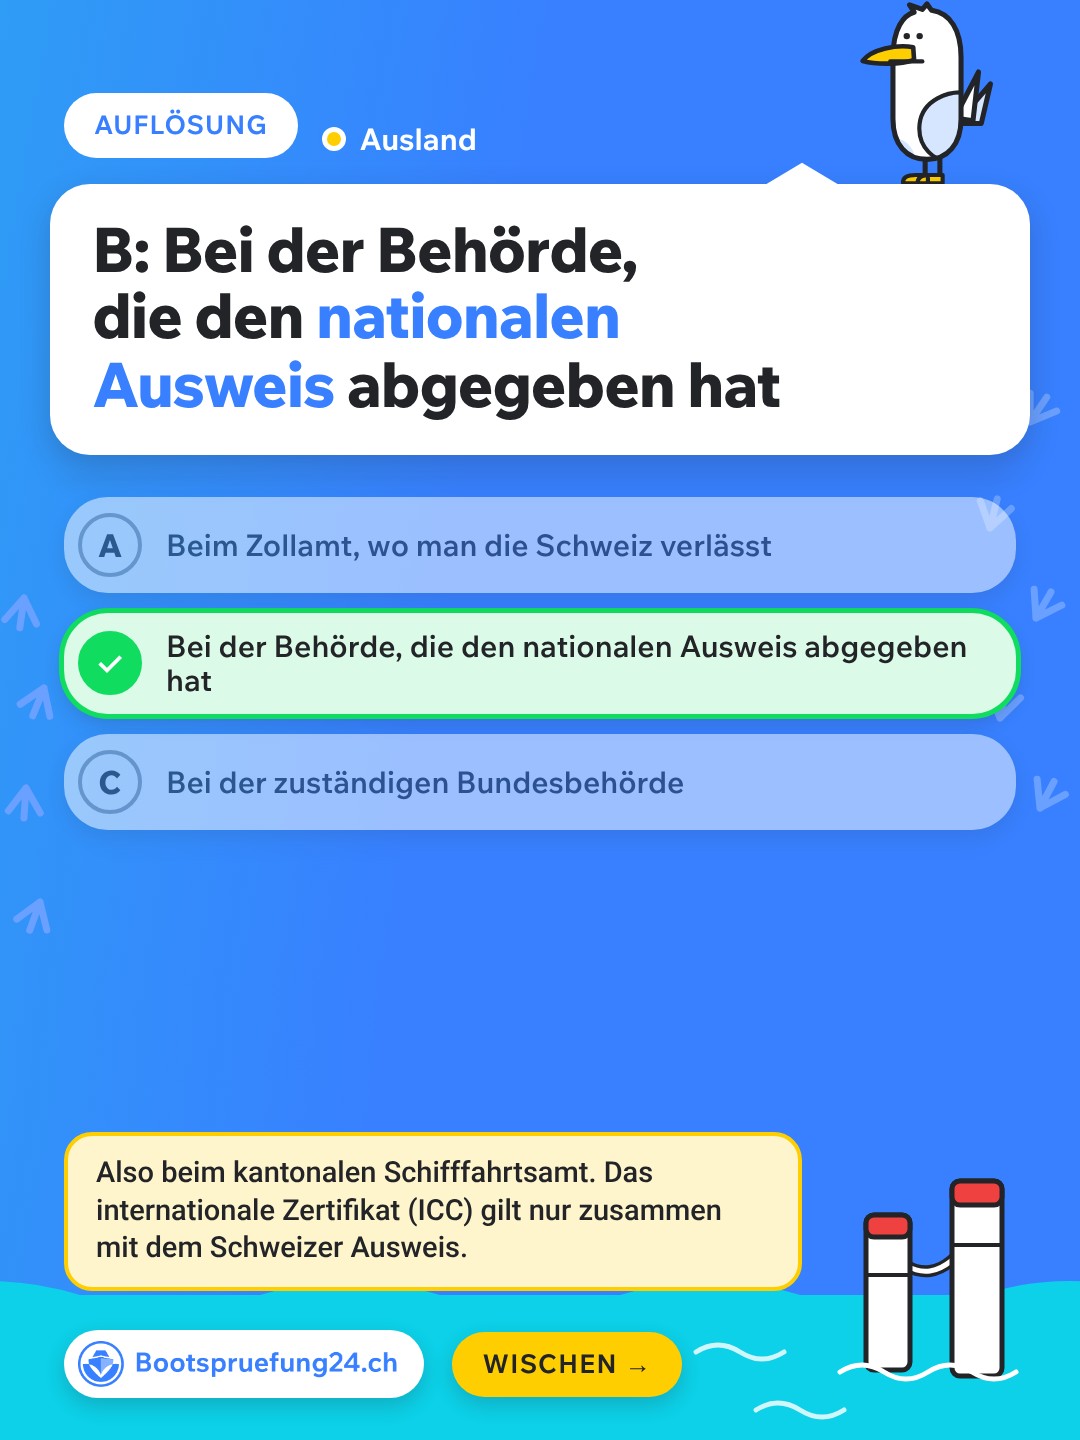 AUFLÖSUNG
Ausland
B: Bei der Behörde,
die den nationalen
Ausweis abgegeben hat
A Beim Zollamt, wo man die Schweiz verlässt
Bei der Behörde, die den nationalen Ausweis abgegeben
hat
C Bei der zuständigen Bundesbehörde
Also beim kantonalen Schifffahrtsamt. Das
internationale Zertifikat (ICC) gilt nur zusammen
mit dem Schweizer Ausweis.
Bootspruefung24.ch
WISCHEN →